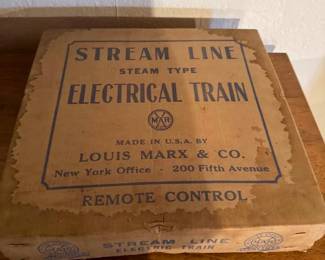 STREAM LINE
STEAM TYPE
ELECTRICAL TRAIN
MAR
MADE IN U.S.A. BY
LOUIS MARX & CO.
New York Office - 200 Fifth Avenue
REMOTE CONTROL
STREAM LINE
ELECTRIC TRAIN